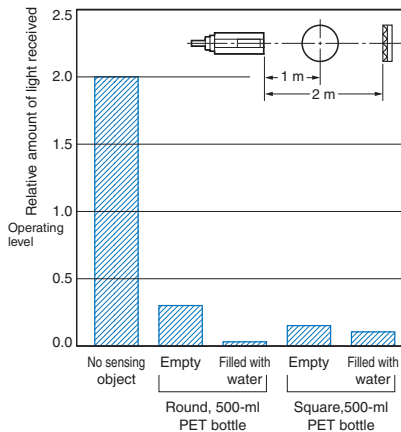 Relative amount of light received
2.5
2.0
1.5
1.0
Operating
level
0.5
0.0
1 m
2 m
No sensing
object
Empty
Filled with
water
Empty
Filled with
water
Round, 500-ml
PET bottle
Square,500-ml
PET bottle